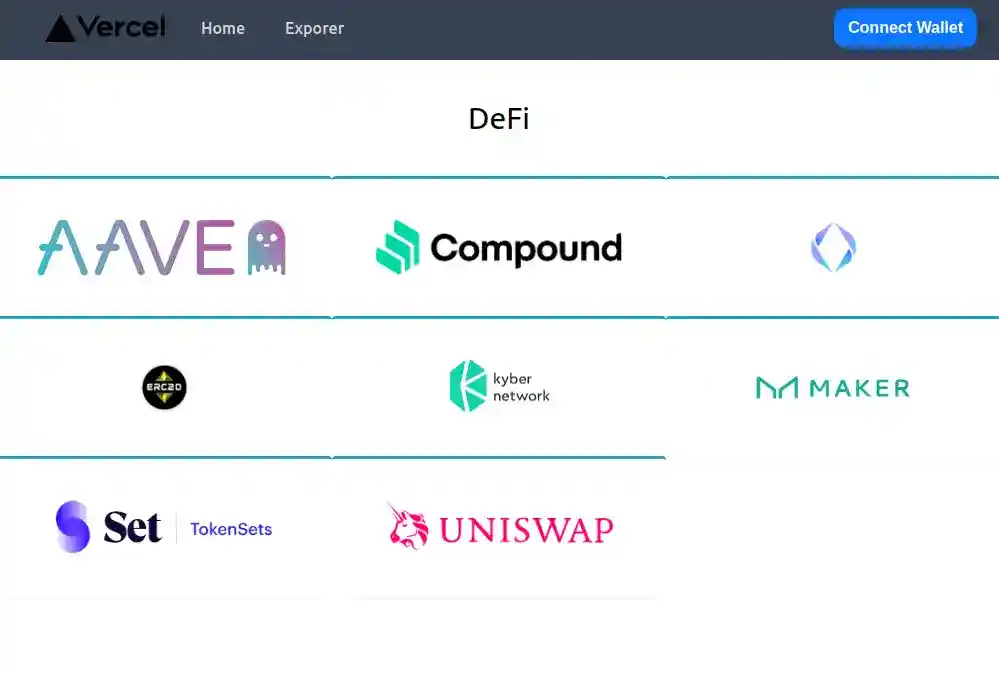 Vercel
Home
Exporer
Connect Wallet
DeFi
AAVE
Compound
ERC20
kyber
network
MAKER
Set
TokenSets
UNISWAP